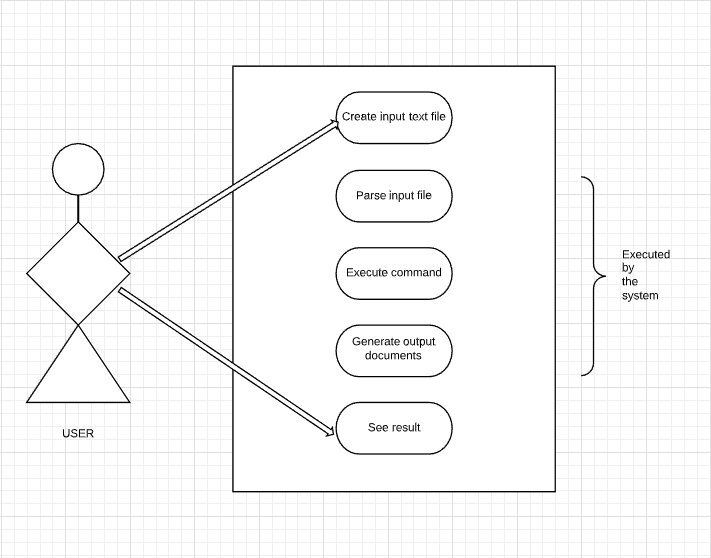 Create input text file
Parse input file
Execute command
Generate output
documents
See result
Executed
by
the
system
USER